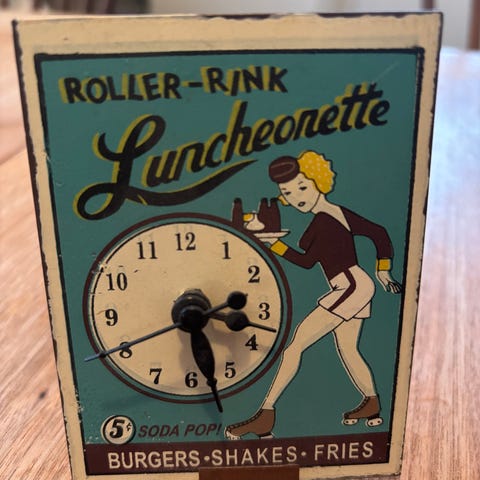 ROLLER-RINK
Luncheonette
12
11 1
10 2
9 3
8 4
7 5
6
5¢ SODA POP!
BURGERS•SHAKES•FRIES